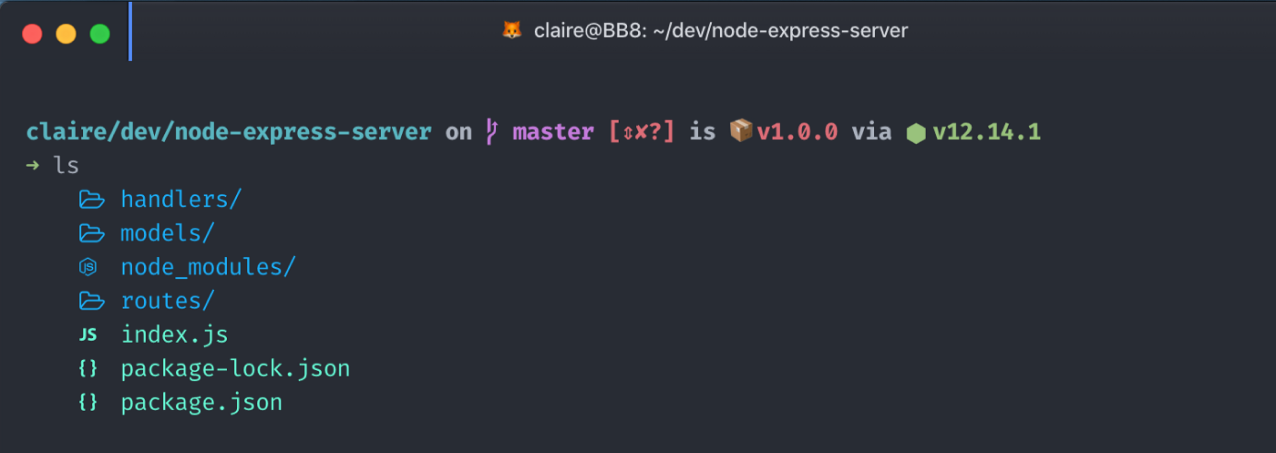 🦊 claire@BB8: ~/dev/node-express-server
claire/dev/node-express-server on master [⇕✘?] is 📦v1.0.0 via ⬢ v12.14.1
➜ ls
handlers/
models/
node_modules/
routes/
JS index.js
{} package-lock.json
{} package.json